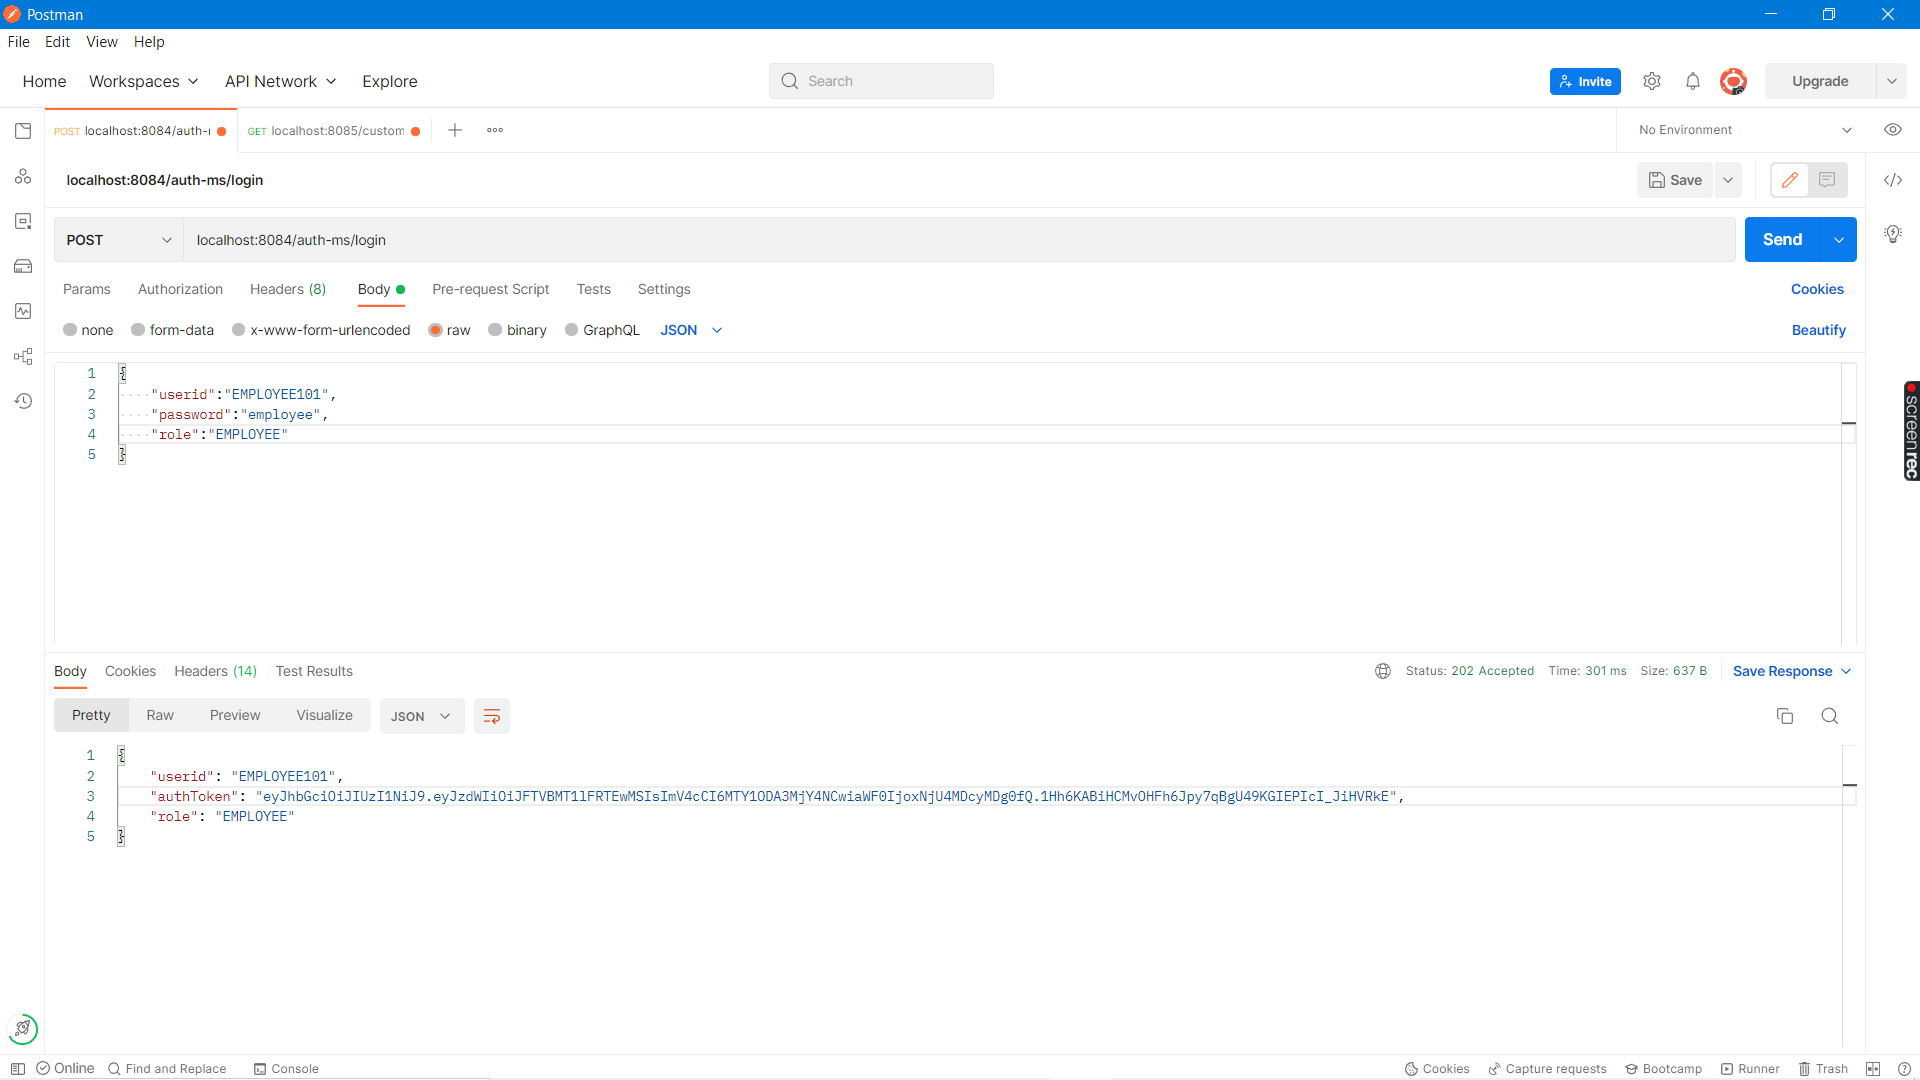 Postman
File Edit View Help
Home Workspaces API Network Explore Search Invite Upgrade
POST localhost:8084/auth-r GET localhost:8085/custom No Environment
localhost:8084/auth-ms/login Save
POST localhost:8084/auth-ms/login Send
Params Authorization Headers (8) Body Pre-request Script Tests Settings Cookies
none form-data x-www-form-urlencoded raw binary GraphQL JSON Beautify
1 {
2 "userid":"EMPLOYEE101",
3 "password":"employee",
4 "role":"EMPLOYEE"
5 }
screenrec
Body Cookies Headers (14) Test Results Status: 202 Accepted Time: 301 ms Size: 637 B Save Response
Pretty Raw Preview Visualize JSON
1 {
2 "userid": "EMPLOYEE101",
3 "authToken": "eyJhbGciOiJIUzI1NiJ9.eyJzdWIiOiJFTVBMT1lFRTEwMSIsImV4cCI6MTY1ODA3MjY4NCwiaWF0IjoxNjU4MDcyMDg0fQ.1Hh6KABiHCMvOHFh6Jpy7qBgU49KGIEPIcI_JiHVRkE",
4 "role": "EMPLOYEE"
5 }
Online Find and Replace Console Cookies Capture requests Bootcamp Runner Trash